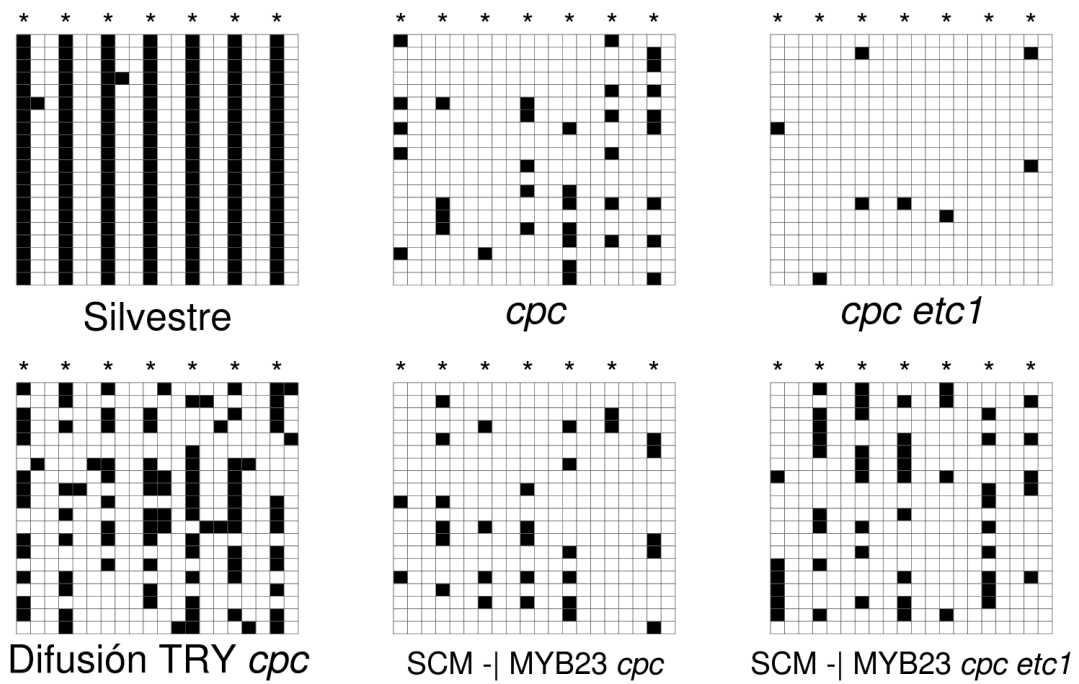 * * * * * * *
* * * * * * *
* * * * * * *
Silvestre
cpc
cpc etc1
* * * * * * *
* * * * * * *
* * * * * * *
Difusión TRY cpc
SCM -| MYB23 cpc
SCM -| MYB23 cpc etc1